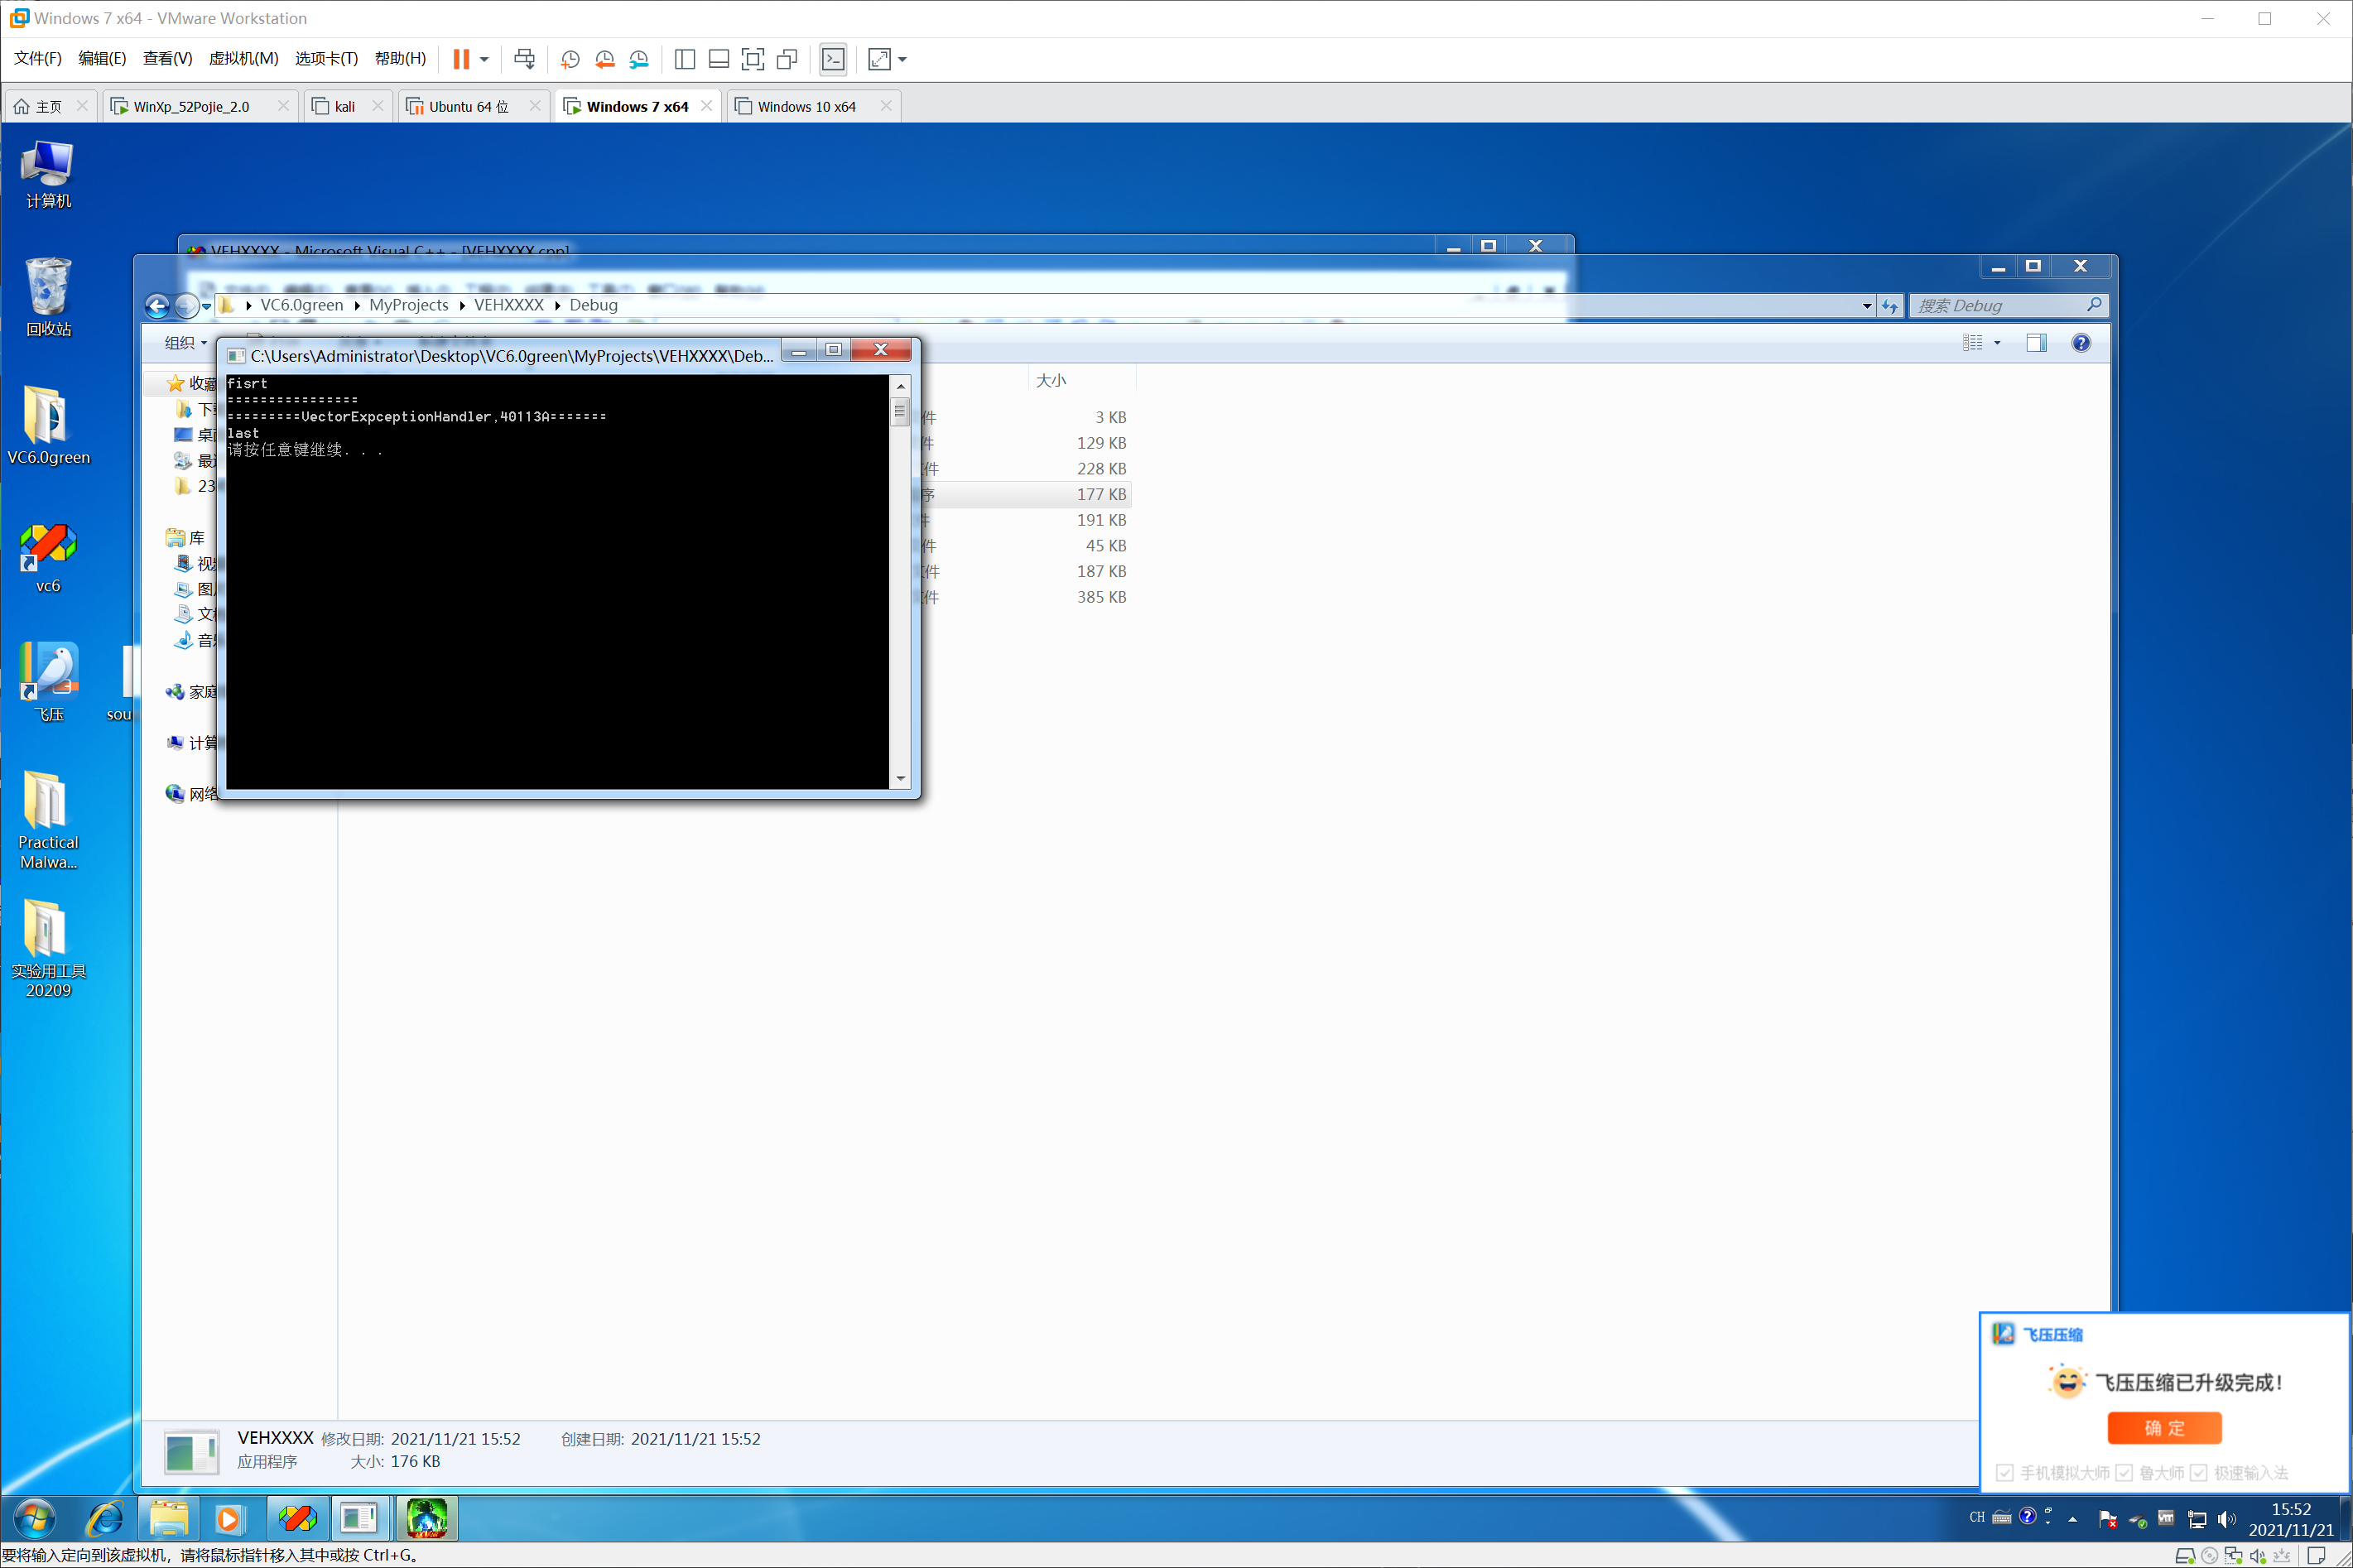 Windows 7 x64 - VMware Workstation
文件(F) 编辑(E) 查看(V) 虚拟机(M) 选项卡(T) 帮助(H)
主页 WinXp_52Pojie_2.0 kali Ubuntu 64 位 Windows 7 x64 Windows 10 x64
计算机
回收站
VC6.0green
vc6
飞压
sou
Practical
Malwa...
实验用工具
20209
VEHXXXX - Microsoft Visual C++ - [VEHXXXX.cpp]
VC6.0green MyProjects VEHXXXX Debug
搜索 Debug
组织
C:\Users\Administrator\Desktop\VC6.0green\MyProjects\VEHXXXX\Deb...
fisrt
================
=========VectorExpceptionHandler,40113A=======
last
请按任意键继续. . .
收藏
下
桌
最
23
库
视
图
文
音
家庭
计算
网络
大小
件 3 KB
件 129 KB
件 228 KB
序 177 KB
件 191 KB
件 45 KB
件 187 KB
件 385 KB
VEHXXXX 修改日期: 2021/11/21 15:52 创建日期: 2021/11/21 15:52
应用程序 大小: 176 KB
飞压压缩
飞压压缩已升级完成!
确定
手机模拟大师 鲁大师 极速输入法
CH
15:52
2021/11/21
要将输入定向到该虚拟机，请将鼠标指针移入其中或按 Ctrl+G。